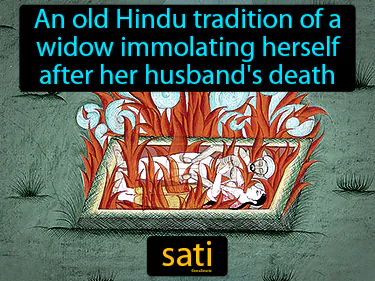 An old Hindu tradition of a
widow immolating herself
after her husband's death
sati